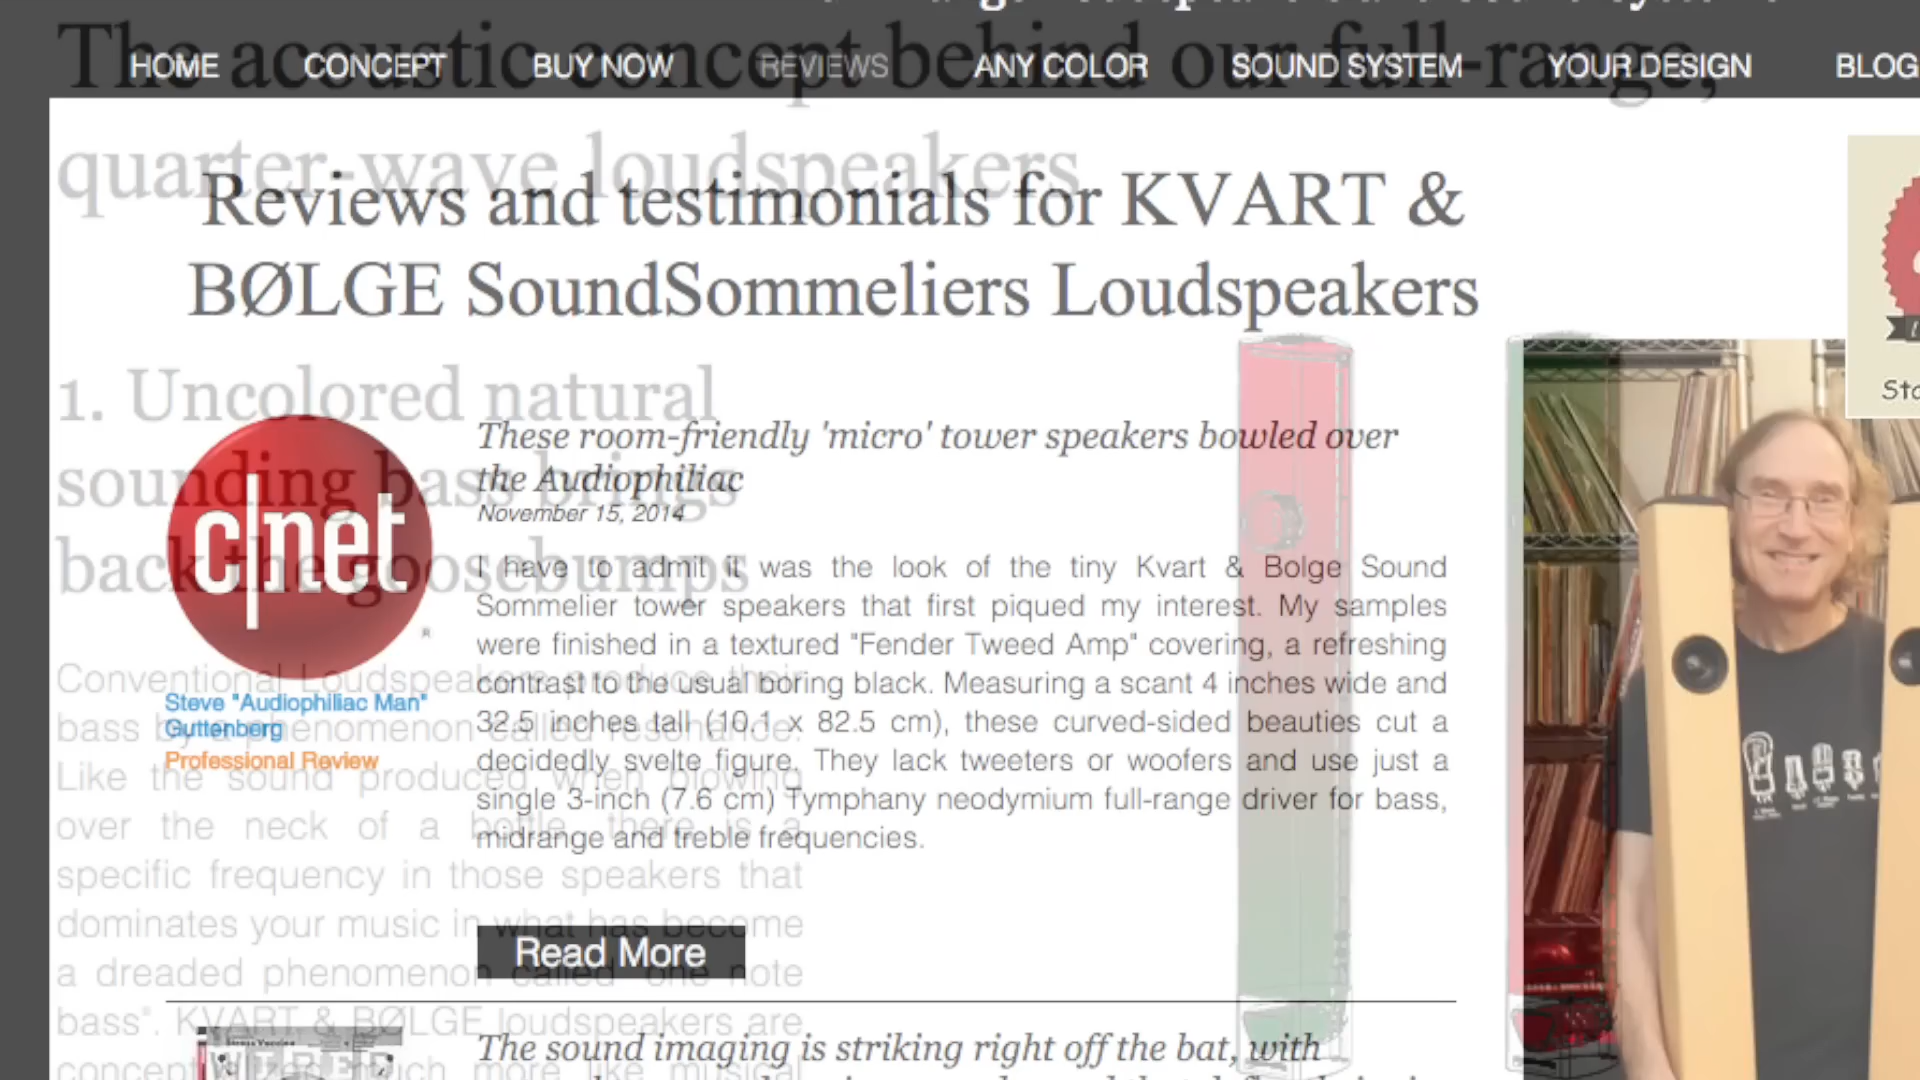 The acoustic concept behind our full-range,
HOME CONCEPT BUY NOW REVIEWS ANY COLOR SOUND SYSTEM YOUR DESIGN BLOG
quarter-wave loudspeakers
Reviews and testimonials for KVART &
BØLGE SoundSommeliers Loudspeakers
1. Uncolored natural
sounding bass brings
back the goosebumps
c|net
®
Steve "Audiophiliac Man"
Guttenberg
Professional Review
These room-friendly 'micro' tower speakers bowled over
the Audiophiliac
November 15, 2014
I have to admit it was the look of the tiny Kvart & Bolge Sound
Sommelier tower speakers that first piqued my interest. My samples
were finished in a textured "Fender Tweed Amp" covering, a refreshing
contrast to the usual boring black. Measuring a scant 4 inches wide and
32.5 inches tall (10.1 x 82.5 cm), these curved-sided beauties cut a
decidedly svelte figure. They lack tweeters or woofers and use just a
single 3-inch (7.6 cm) Tymphany neodymium full-range driver for bass,
midrange and treble frequencies.
Read More
Conventional Loudspeakers produce their
bass by a phenomenon called resonance.
Like the sound produced when blowing
over the neck of a bottle, there is a
specific frequency in those speakers that
dominates your music in what has become
a dreaded phenomenon called "one note
bass". KVART & BØLGE loudspeakers are
much more like musical
WIRED
The sound imaging is striking right off the bat, with